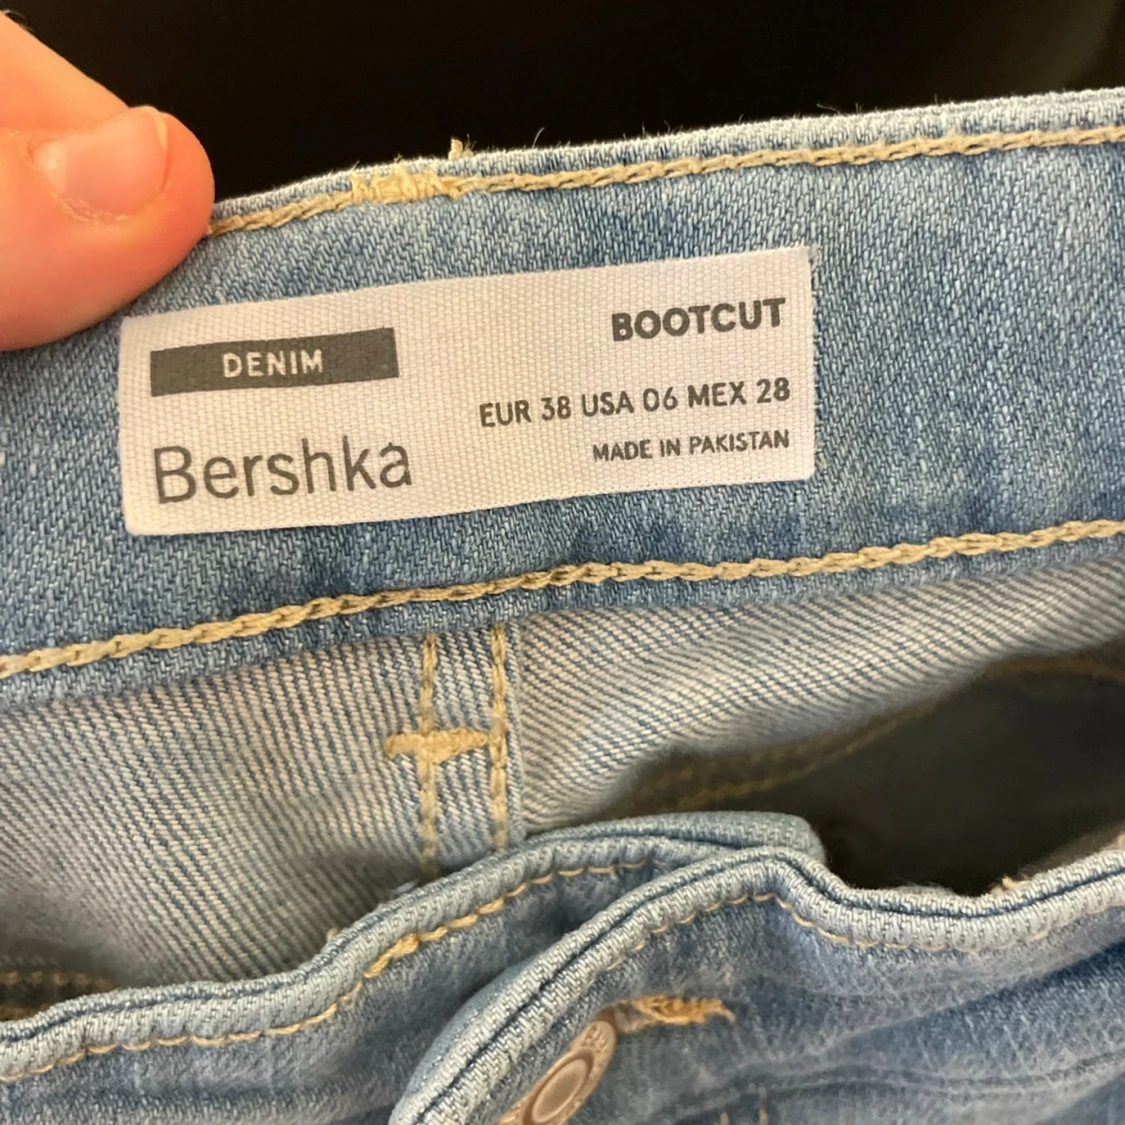 DENIM
Bershka
BOOTCUT
EUR 38 USA 06 MEX 28
MADE IN PAKISTAN